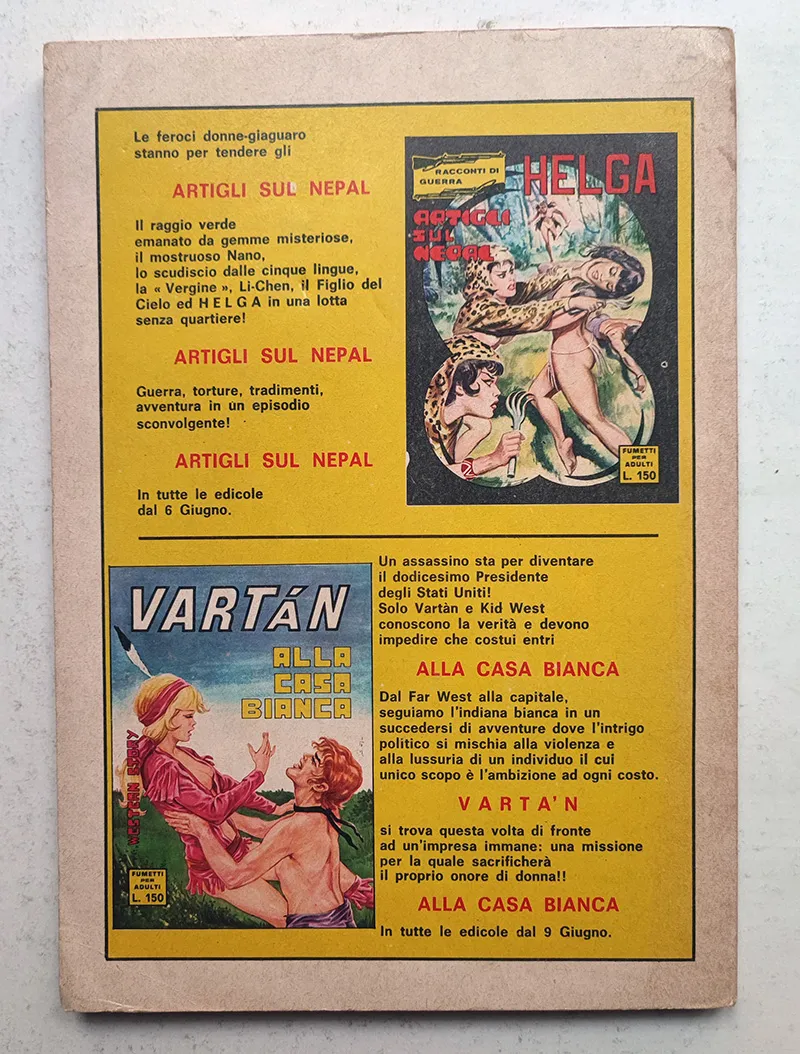 Le feroci donne-giaguaro
stanno per tendere gli
ARTIGLI SUL NEPAL
Il raggio verde
emanato da gemme misteriose,
il mostruoso Nano,
lo scudiscio dalle cinque lingue,
la « Vergine », Li-Chen, il Figlio del
Cielo ed HELGA in una lotta
senza quartiere!
ARTIGLI SUL NEPAL
Guerra, torture, tradimenti,
avventura in un episodio
sconvolgente!
ARTIGLI SUL NEPAL
In tutte le edicole
dal 6 Giugno.
RACCONTI DI
GUERRA
HELGA
ARTIGLI
SUL
NEPAL
FUMETTI
PER
ADULTI
L. 150
VARTÁN
ALLA
CASA
BIANCA
WESTERN STORY
FUMETTI
PER
ADULTI
L. 150
Un assassino sta per diventare
il dodicesimo Presidente
degli Stati Uniti!
Solo Vartàn e Kid West
conoscono la verità e devono
impedire che costui entri
ALLA CASA BIANCA
Dal Far West alla capitale,
seguiamo l'indiana bianca in un
succedersi di avventure dove l'intrigo
politico si mischia alla violenza e
alla lussuria di un individuo il cui
unico scopo è l'ambizione ad ogni costo.
VARTA'N
si trova questa volta di fronte
ad un'impresa immane: una missione
per la quale sacrificherà
il proprio onore di donna!!
ALLA CASA BIANCA
In tutte le edicole dal 9 Giugno.